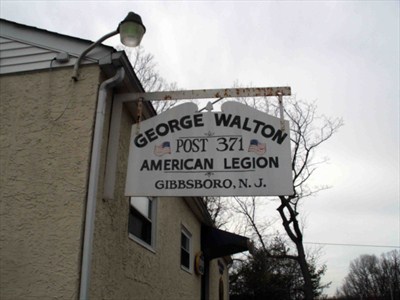 GEORGE WALTON
POST 371
AMERICAN LEGION
GIBBSBORO, N. J.